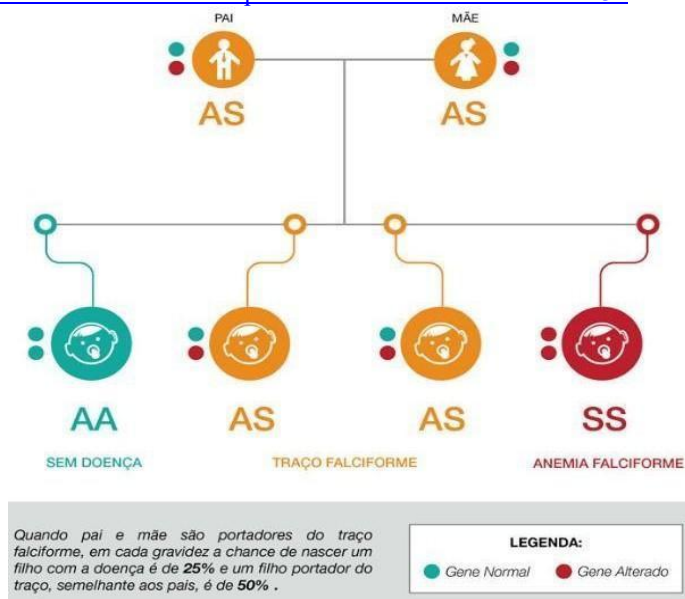 PAI MÃE
AS AS
AA AS AS SS
SEM DOENÇA TRAÇO FALCIFORME ANEMIA FALCIFORME
Quando pai e mãe são portadores do traço
falciforme, em cada gravidez a chance de nascer um
filho com a doença é de 25% e um filho portador do
traço, semelhante aos pais, é de 50% .
LEGENDA:
Gene Normal Gene Alterado